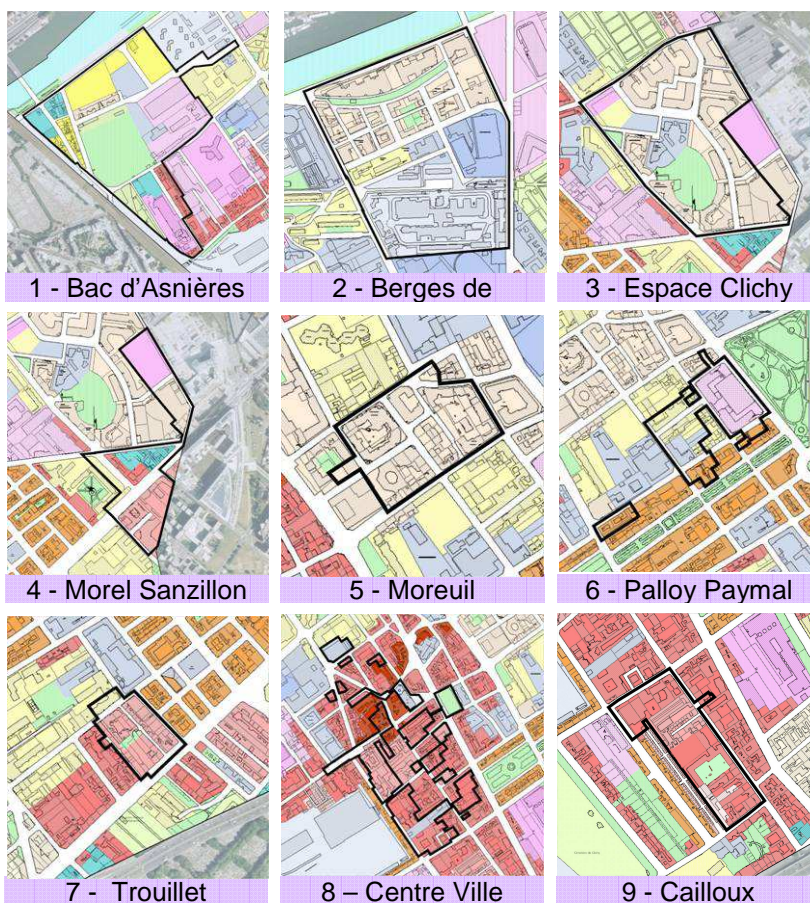 1 - Bac d'Asnières
2 - Berges de
3 - Espace Clichy
4 - Morel Sanzillon
5 - Moreuil
6 - Palloy Paymal
7 - Trouillet
8 – Centre Ville
9 - Cailloux